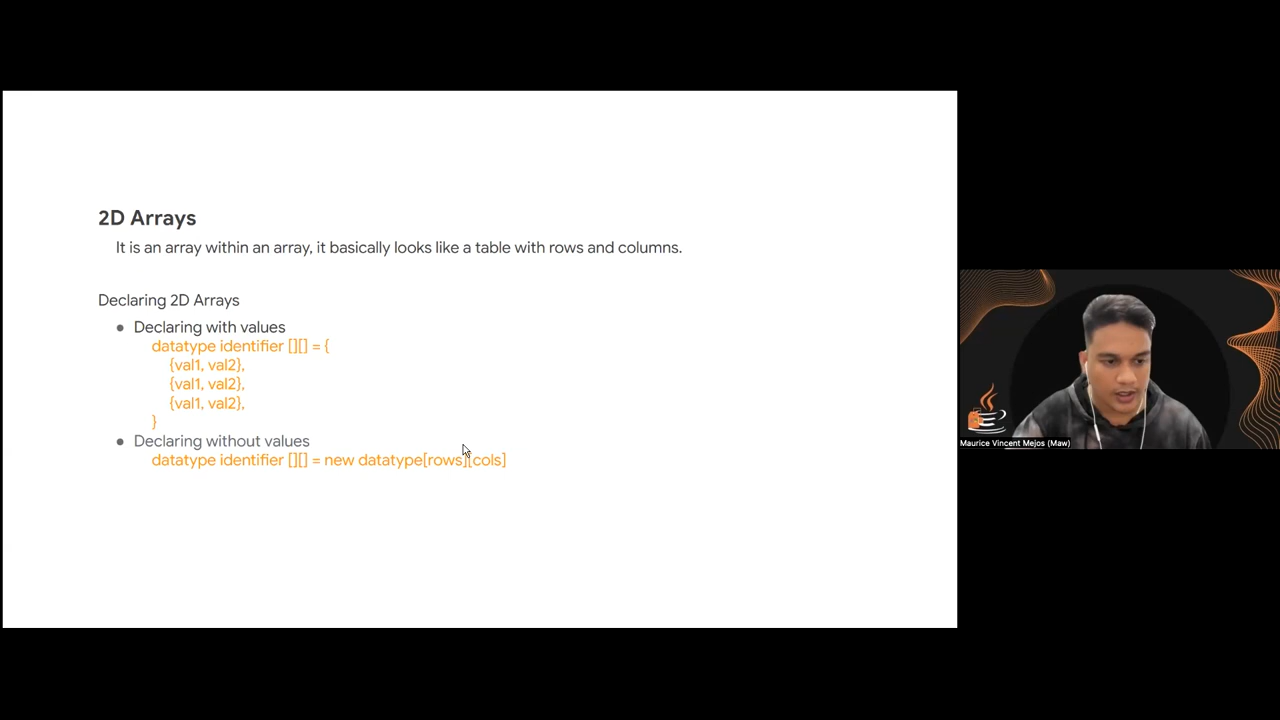 2D Arrays
It is an array within an array, it basically looks like a table with rows and columns.
Declaring 2D Arrays
● Declaring with values
datatype identifier [][] = {
{val1, val2},
{val1, val2},
{val1, val2},
}
● Declaring without values
datatype identifier [][] = new datatype[rows][cols]
Maurice Vincent Mejos (Maw)